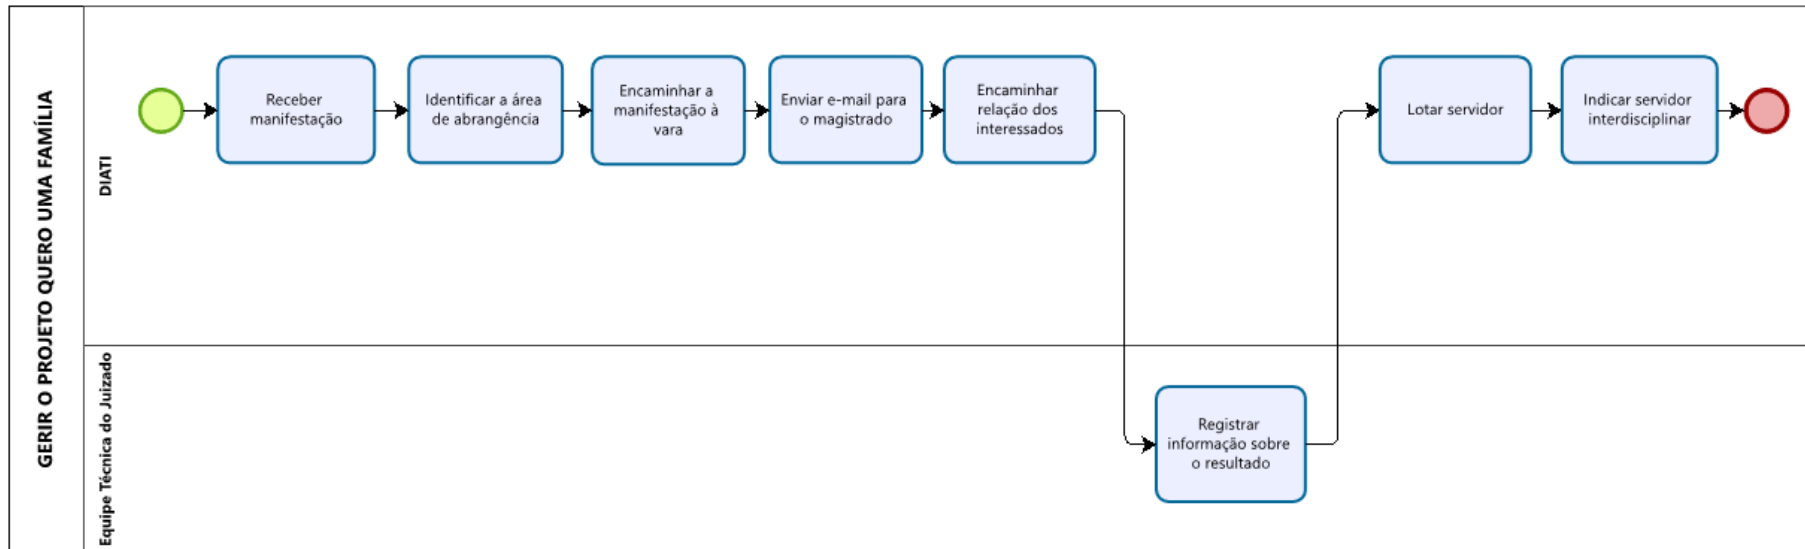 GERIR O PROJETO QUERO UMA FAMÍLIA
DIATI
Receber
manifestação
Identificar a área
de abrangência
Encaminhar a
manifestação à
vara
Enviar e-mail para
o magistrado
Encaminhar
relação dos
interessados
Lotar servidor
Indicar servidor
interdisciplinar
Equipe Técnica do Juizado
Registrar
informação sobre
o resultado